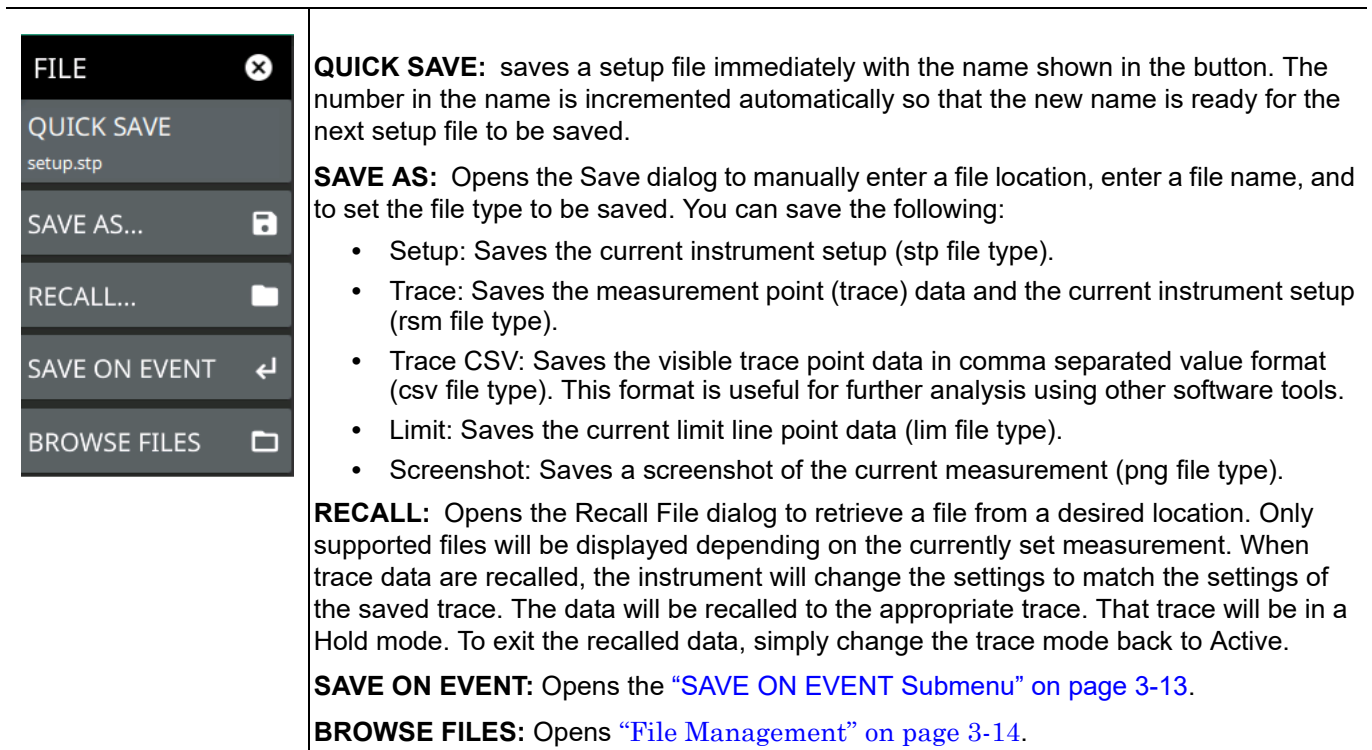 FILE
QUICK SAVE
setup.stp
SAVE AS...
RECALL...
SAVE ON EVENT
BROWSE FILES
QUICK SAVE: saves a setup file immediately with the name shown in the button. The
number in the name is incremented automatically so that the new name is ready for the
next setup file to be saved.
SAVE AS: Opens the Save dialog to manually enter a file location, enter a file name, and
to set the file type to be saved. You can save the following:
• Setup: Saves the current instrument setup (stp file type).
• Trace: Saves the measurement point (trace) data and the current instrument setup
(rsm file type).
• Trace CSV: Saves the visible trace point data in comma separated value format
(csv file type). This format is useful for further analysis using other software tools.
• Limit: Saves the current limit line point data (lim file type).
• Screenshot: Saves a screenshot of the current measurement (png file type).
RECALL: Opens the Recall File dialog to retrieve a file from a desired location. Only
supported files will be displayed depending on the currently set measurement. When
trace data are recalled, the instrument will change the settings to match the settings of
the saved trace. The data will be recalled to the appropriate trace. That trace will be in a
Hold mode. To exit the recalled data, simply change the trace mode back to Active.
SAVE ON EVENT: Opens the “SAVE ON EVENT Submenu” on page 3-13.
BROWSE FILES: Opens “File Management” on page 3-14.